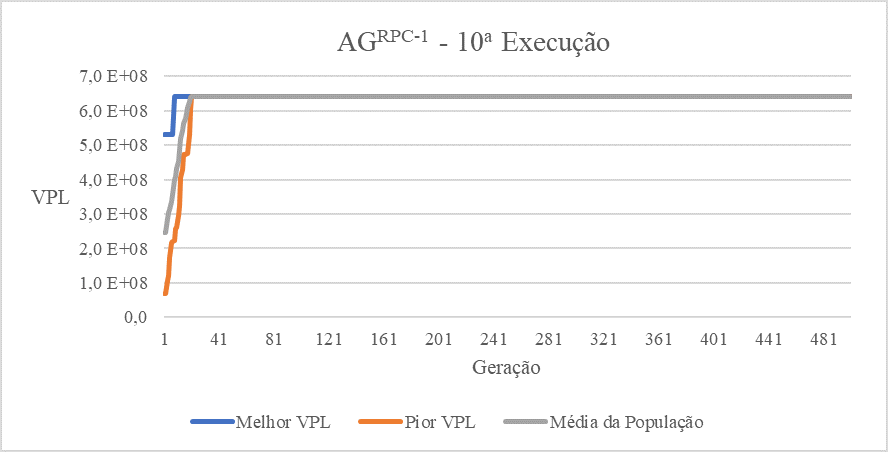 AGRPC-1 - 10ª Execução
7,0 E+08
6,0 E+08
5,0 E+08
4,0 E+08
3,0 E+08
2,0 E+08
1,0 E+08
0,0
VPL
1 41 81 121 161 201 241 281 321 361 401 441 481
Geração
Melhor VPL Pior VPL Média da População